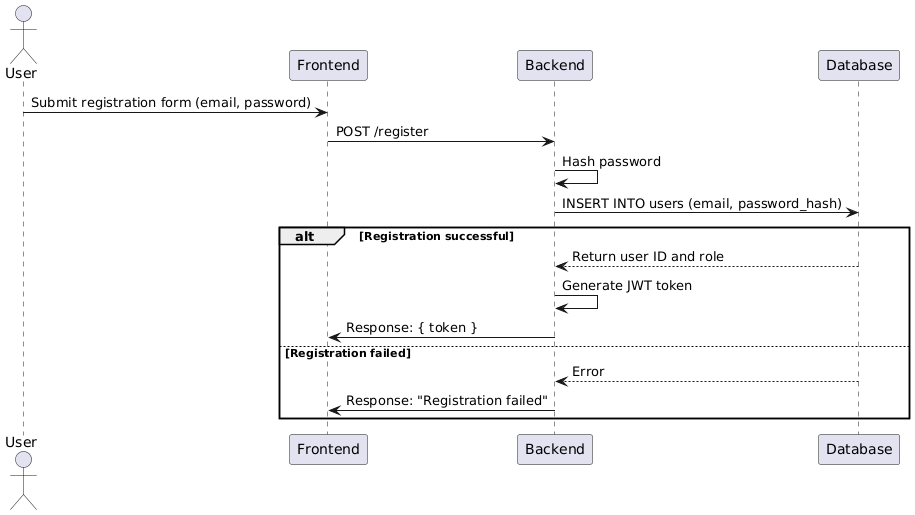 User
Frontend
Backend
Database
Submit registration form (email, password)
POST /register
Hash password
INSERT INTO users (email, password_hash)
alt
[Registration successful]
Return user ID and role
Generate JWT token
Response: { token }
[Registration failed]
Error
Response: "Registration failed"
User
Frontend
Backend
Database